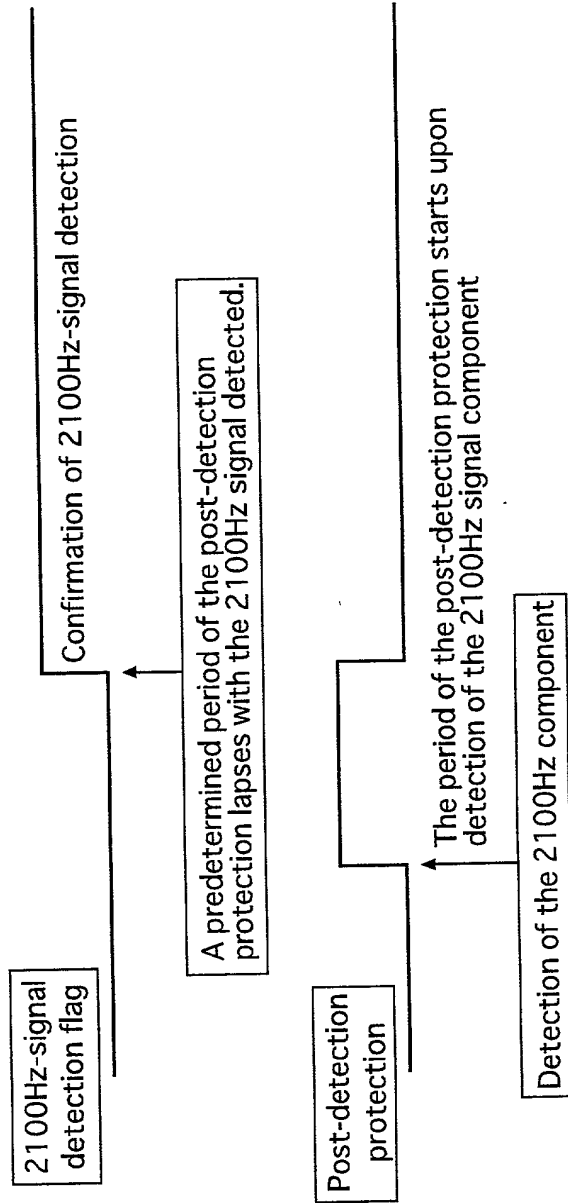 2100Hz-signal
detection flag
Confirmation of 2100Hz-signal detection
A predetermined period of the post-detection
protection lapses with the 2100Hz signal detected.
Post-detection
protection
The period of the post-detection protection starts upon
detection of the 2100Hz signal component
Detection of the 2100Hz component